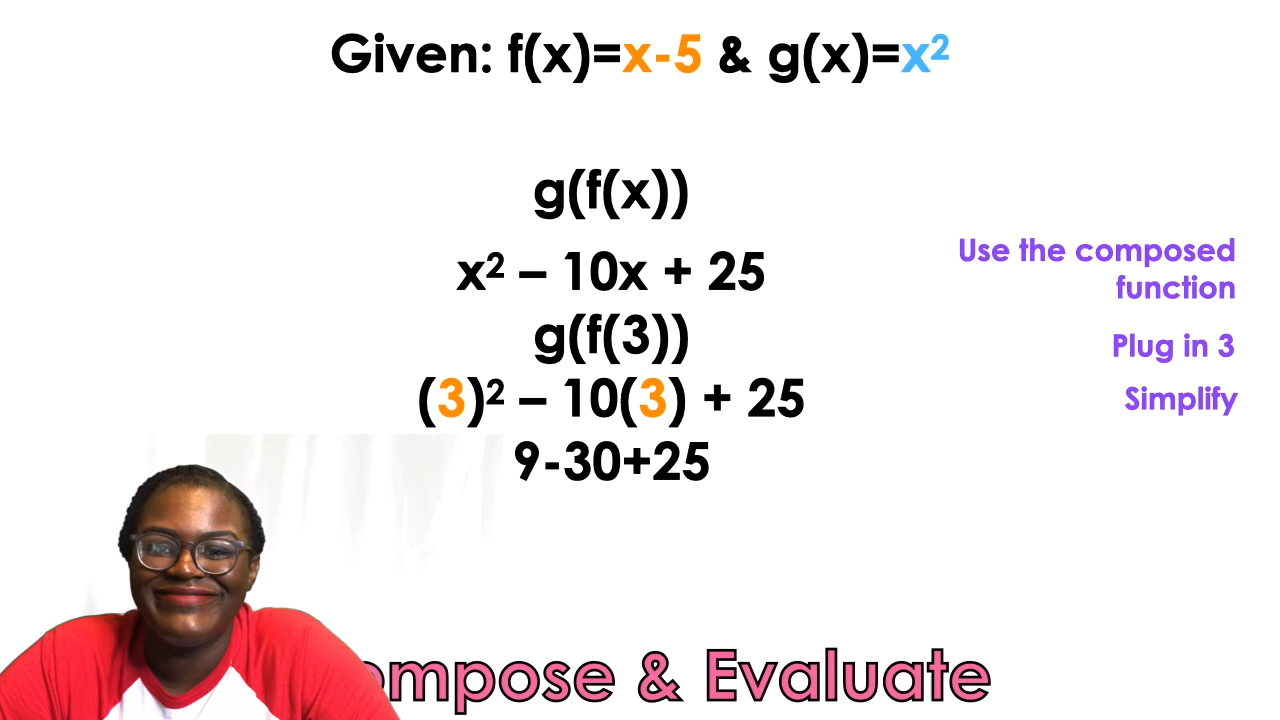 Given: f(x)=x-5 & g(x)=x²
g(f(x))
x² – 10x + 25
Use the composed
function
g(f(3))
Plug in 3
(3)² – 10(3) + 25
Simplify
9-30+25
ompose & Evaluate